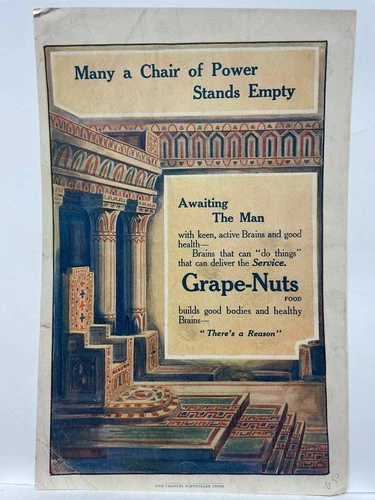 Many a Chair of Power
Stands Empty
Awaiting
The Man
with keen, active Brains and good
health—
Brains that can "do things"
that can deliver the Service.
Grape-Nuts
FOOD
builds good bodies and healthy
Brains—
"There's a Reason"